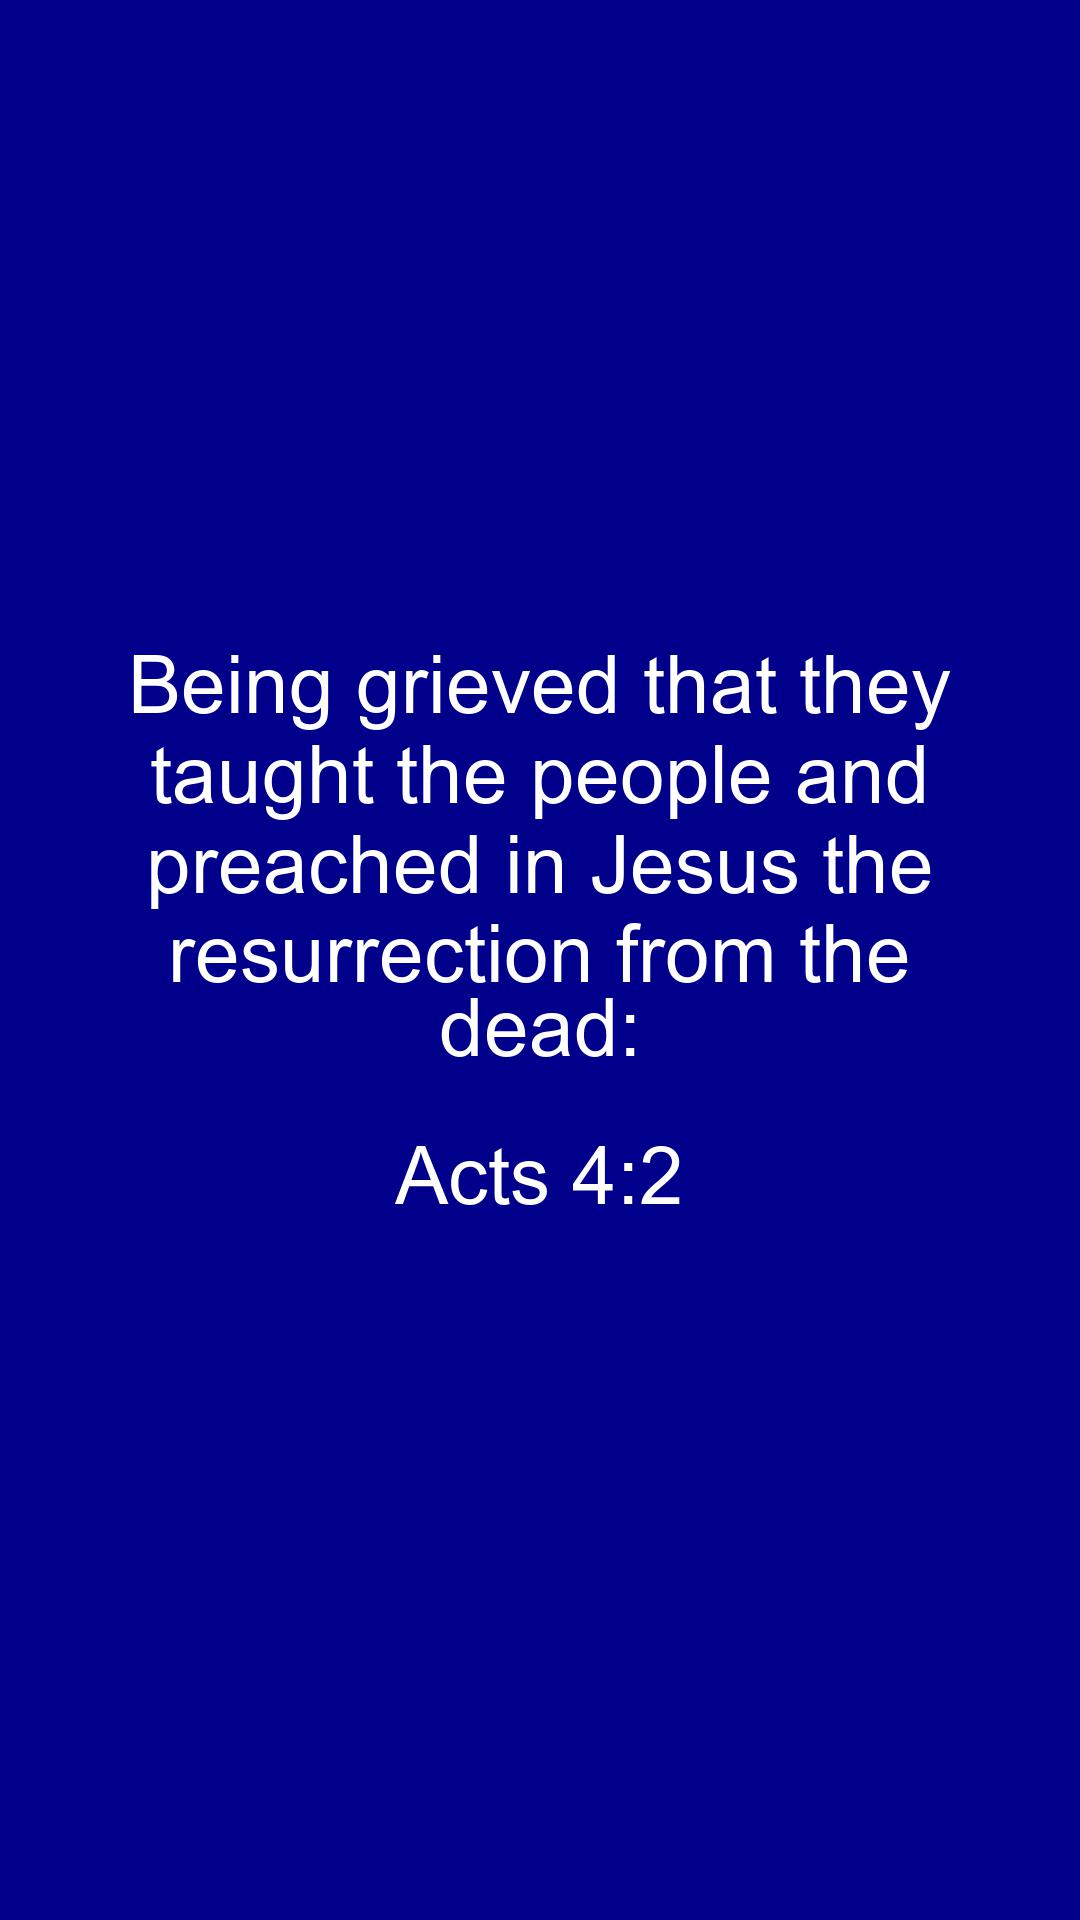 Being grieved that they
taught the people and
preached in Jesus the
resurrection from the
dead:
Acts 4:2